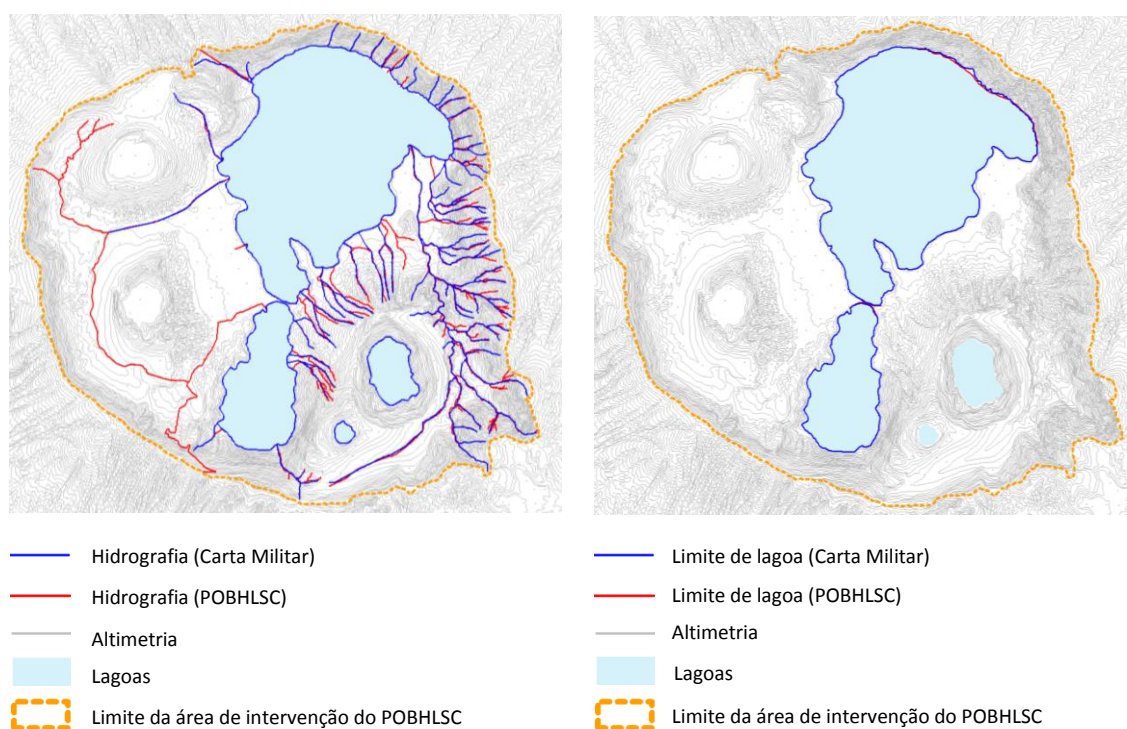 Hidrografia (Carta Militar)
Hidrografia (POBHLSC)
Altimetria
Lagoas
Limite da área de intervenção do POBHLSC
Limite de lagoa (Carta Militar)
Limite de lagoa (POBHLSC)
Altimetria
Lagoas
Limite da área de intervenção do POBHLSC